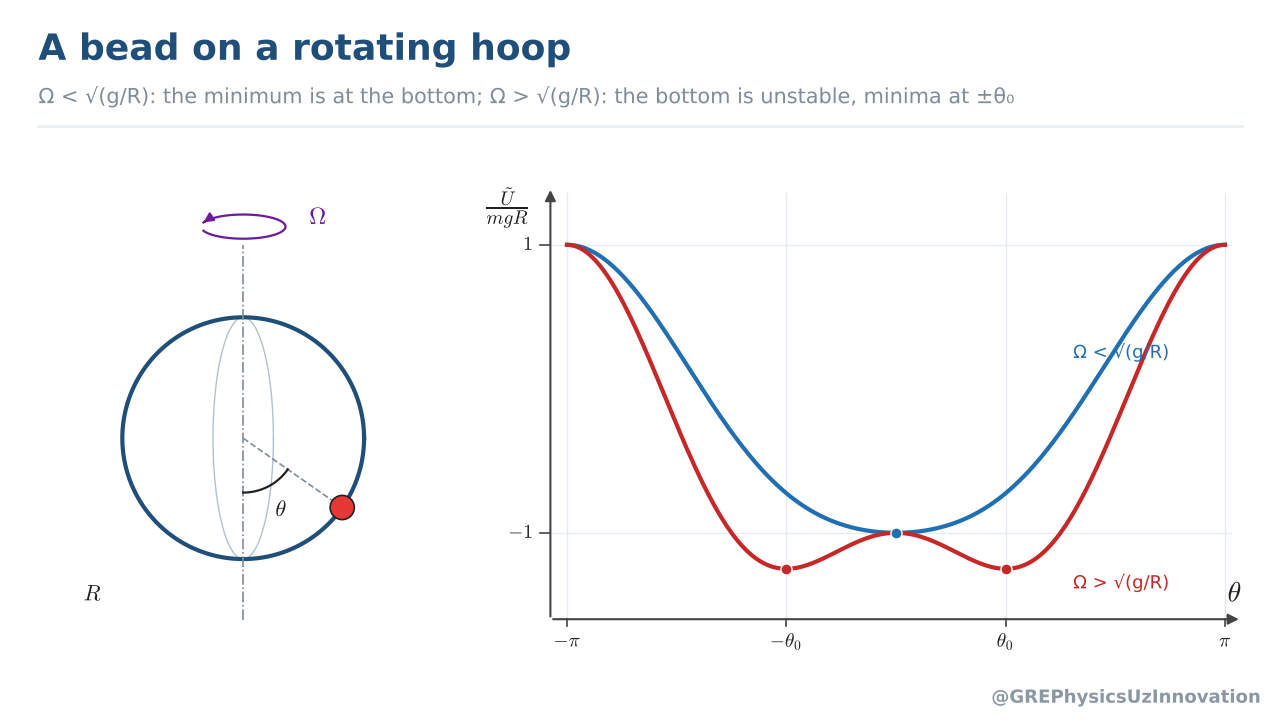 A bead on a rotating hoop
Ω < √(g/R): the minimum is at the bottom; Ω > √(g/R): the bottom is unstable, minima at ±θ₀
Ω
θ
R
Ũ
mgR
1
−1
Ω < √(g/R)
Ω > √(g/R)
θ
−π
−θ₀
θ₀
π
@GREPhysicsUzInnovation